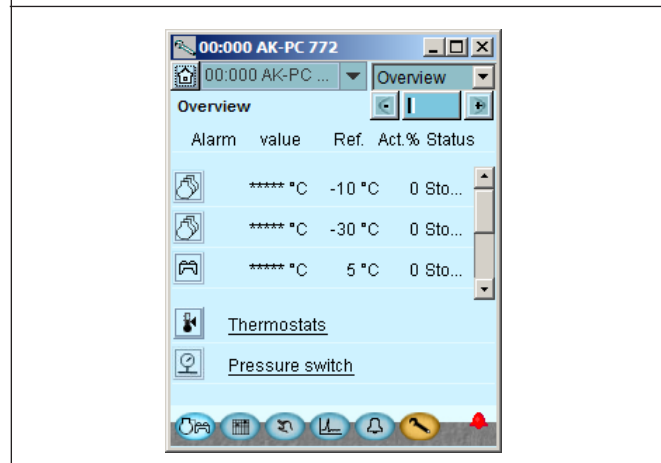 00:000 AK-PC 772
00:000 AK-PC ... Overview
Overview
Alarm value Ref. Act.% Status
***** °C -10 °C 0 Sto...
***** °C -30 °C 0 Sto...
***** °C 5 °C 0 Sto...
Thermostats
Pressure switch